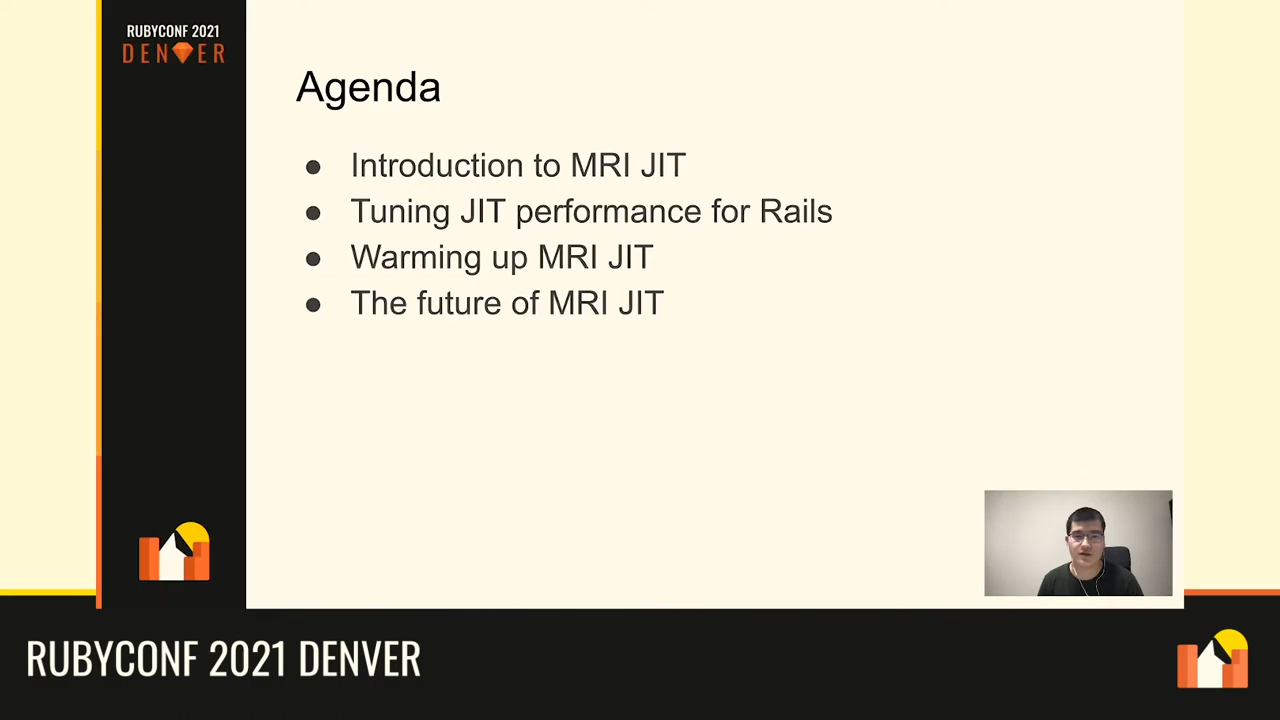 RUBYCONF 2021
DENVER
Agenda
● Introduction to MRI JIT
● Tuning JIT performance for Rails
● Warming up MRI JIT
● The future of MRI JIT
RUBYCONF 2021 DENVER